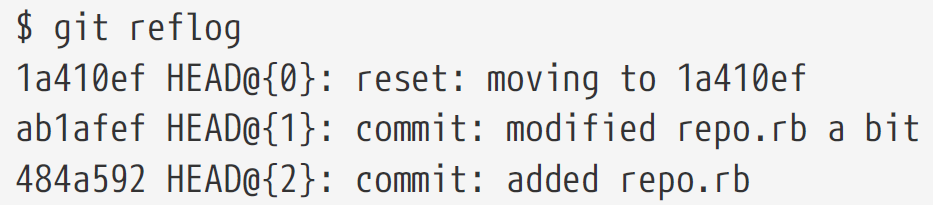 $ git reflog
1a410ef HEAD@{0}: reset: moving to 1a410ef
ab1afef HEAD@{1}: commit: modified repo.rb a bit
484a592 HEAD@{2}: commit: added repo.rb